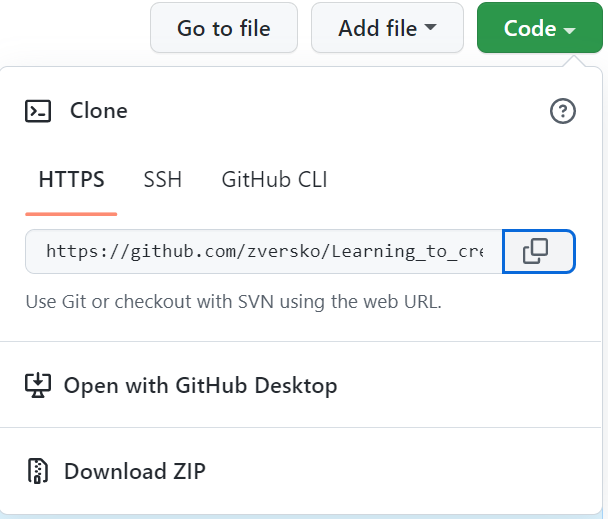 Go to file Add file Code
Clone
HTTPS SSH GitHub CLI
https://github.com/zversko/Learning_to_cre
Use Git or checkout with SVN using the web URL.
Open with GitHub Desktop
Download ZIP